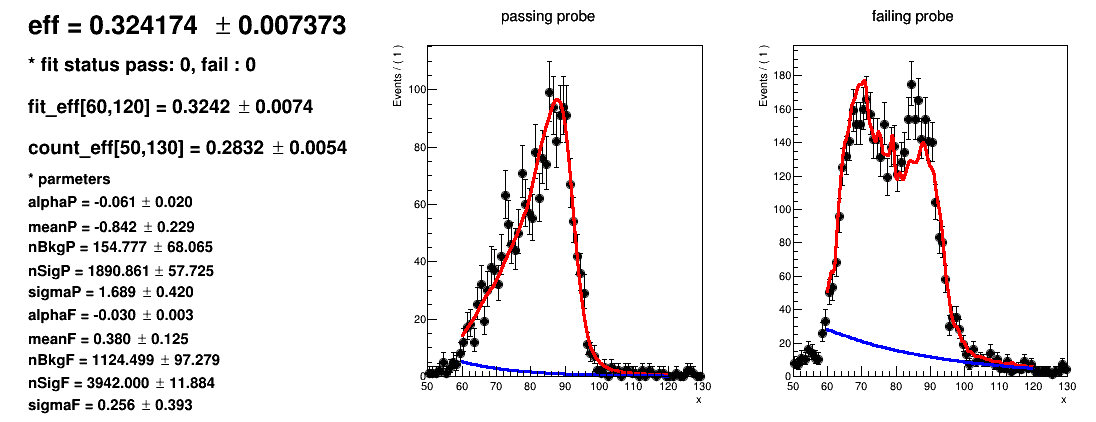 eff = 0.324174 ± 0.007373
* fit status pass: 0, fail : 0
fit_eff[60,120] = 0.3242 ± 0.0074
count_eff[50,130] = 0.2832 ± 0.0054
* parmeters
alphaP = -0.061 ± 0.020
meanP = -0.842 ± 0.229
nBkgP = 154.777 ± 68.065
nSigP = 1890.861 ± 57.725
sigmaP = 1.689 ± 0.420
alphaF = -0.030 ± 0.003
meanF = 0.380 ± 0.125
nBkgF = 1124.499 ± 97.279
nSigF = 3942.000 ± 11.884
sigmaF = 0.256 ± 0.393
passing probe
Events / ( 1 )
100
80
60
40
20
0
50 60 70 80 90 100 110 120 130
x
failing probe
Events / ( 1 )
180
160
140
120
100
80
60
40
20
0
50 60 70 80 90 100 110 120 130
x